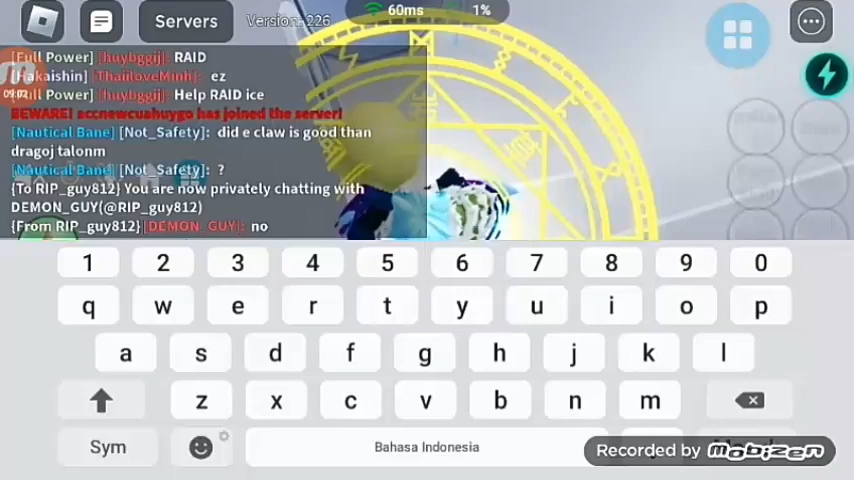 Servers Version 226 60ms 1%
[Full Power] [huybggij]: RAID
[Hakaishin] [ThaiiloveMinh]: ez
Full Power] [huybggij]: Help RAID ice
09:02
BEWARE! accnewcuahuygo has joined the server!
[Nautical Bane] [Not_Safety]: did e claw is good than
dragoj talonm
[Nautical Bane] [Not_Safety]: ?
{To RIP_guy812} You are now privately chatting with
DEMON_GUY(@RIP_guy812)
{From RIP_guy812}[DEMON_GUY]: no
1 2 3 4 5 6 7 8 9 0
q w e r t y u i o p
a s d f g h j k l
z x c v b n m
Sym Bahasa Indonesia
Recorded by mobizen